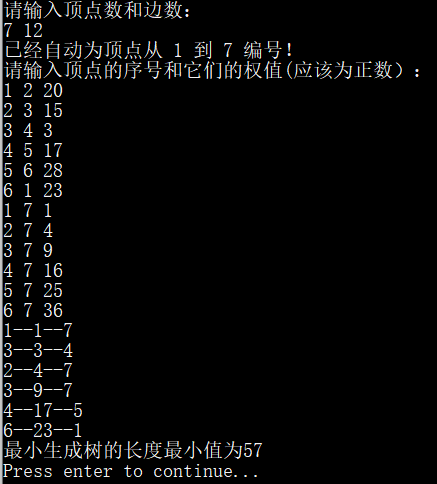 请输入顶点数和边数：
7 12
已经自动为顶点从 1 到 7 编号！
请输入顶点的序号和它们的权值(应该为正数）：
1 2 20
2 3 15
3 4 3
4 5 17
5 6 28
6 1 23
1 7 1
2 7 4
3 7 9
4 7 16
5 7 25
6 7 36
1--1--7
3--3--4
2--4--7
3--9--7
4--17--5
6--23--1
最小生成树的长度最小值为57
Press enter to continue...